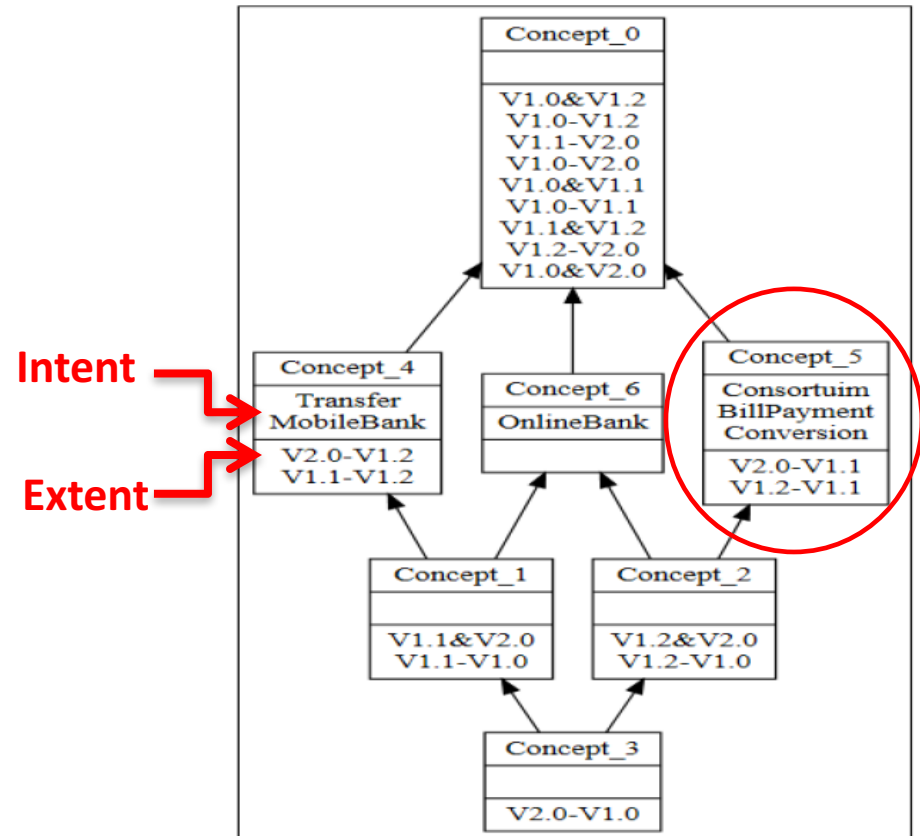 Concept_0
V1.0&V1.2
V1.0-V1.2
V1.1-V2.0
V1.0-V2.0
V1.0&V1.1
V1.0-V1.1
V1.1&V1.2
V1.2-V2.0
V1.0&V2.0
Intent
Extent
Concept_4
Transfer
MobileBank
V2.0-V1.2
V1.1-V1.2
Concept_6
OnlineBank
Concept_5
Consortuim
BillPayment
Conversion
V2.0-V1.1
V1.2-V1.1
Concept_1
V1.1&V2.0
V1.1-V1.0
Concept_2
V1.2&V2.0
V1.2-V1.0
Concept_3
V2.0-V1.0